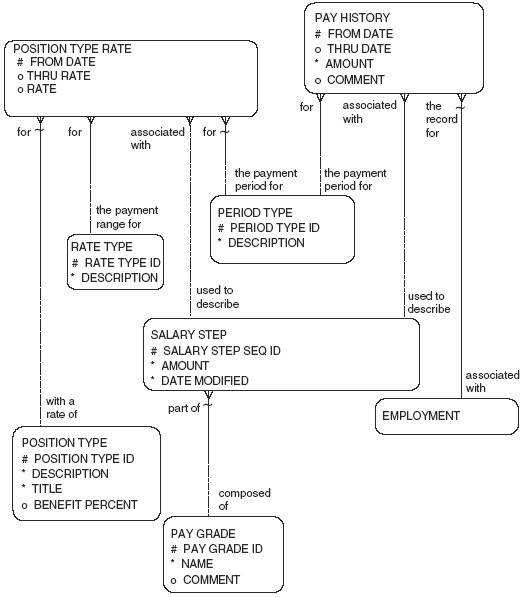 PAY HISTORY
# FROM DATE
o THRU DATE
* AMOUNT
o COMMENT
POSITION TYPE RATE
# FROM DATE
o THRU RATE
o RATE
for
for
associated
with
for
for
associated
with
the
record
for
the payment
period for
the payment
period for
the payment
range for
PERIOD TYPE
# PERIOD TYPE ID
* DESCRIPTION
RATE TYPE
# RATE TYPE ID
* DESCRIPTION
used to
describe
used to
describe
SALARY STEP
# SALARY STEP SEQ ID
* AMOUNT
* DATE MODIFIED
associated
with
with a
rate of
part of
EMPLOYMENT
POSITION TYPE
# POSITION TYPE ID
* DESCRIPTION
* TITLE
o BENEFIT PERCENT
composed
of
PAY GRADE
# PAY GRADE ID
* NAME
o COMMENT